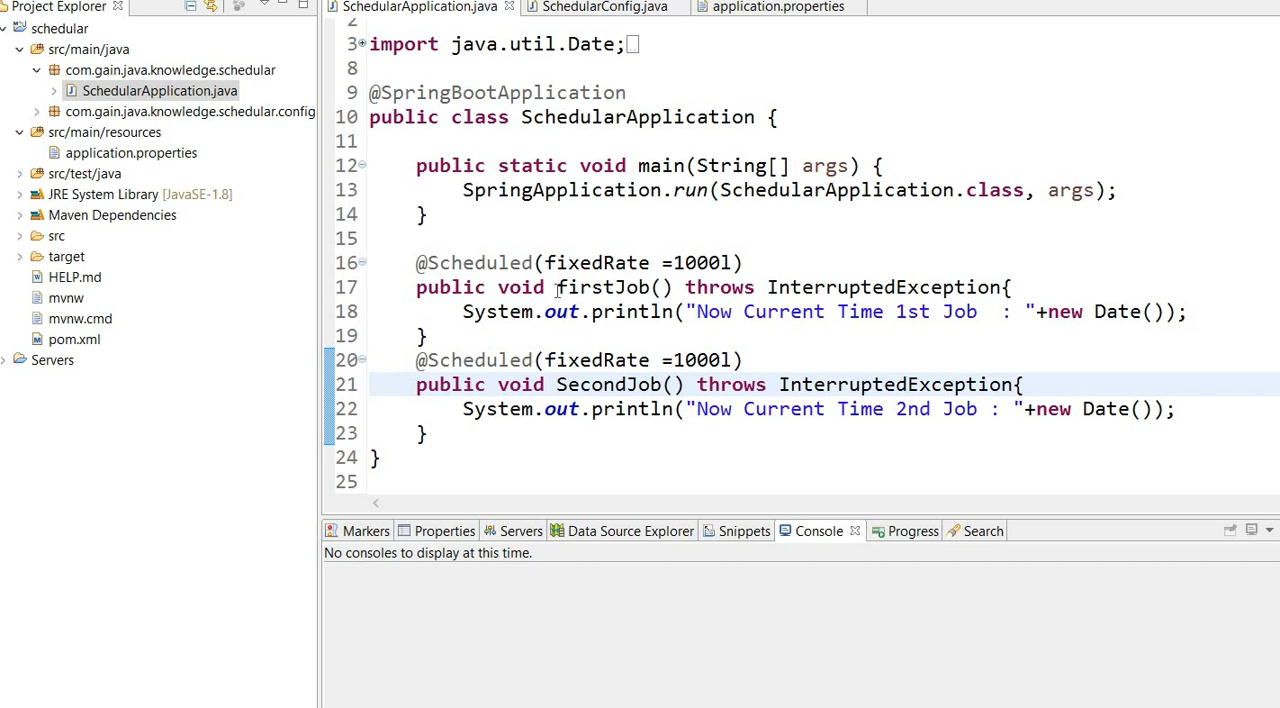 Project Explorer
schedular
src/main/java
com.gain.java.knowledge.schedular
SchedularApplication.java
com.gain.java.knowledge.schedular.config
src/main/resources
application.properties
src/test/java
JRE System Library [JavaSE-1.8]
Maven Dependencies
src
target
HELP.md
mvnw
mvnw.cmd
pom.xml
Servers
SchedularApplication.java SchedularConfig.java application.properties
2
3 import java.util.Date;
8
9 @SpringBootApplication
10 public class SchedularApplication {
11
12 public static void main(String[] args) {
13 SpringApplication.run(SchedularApplication.class, args);
14 }
15
16 @Scheduled(fixedRate =1000l)
17 public void firstJob() throws InterruptedException{
18 System.out.println("Now Current Time 1st Job  : "+new Date());
19 }
20 @Scheduled(fixedRate =1000l)
21 public void SecondJob() throws InterruptedException{
22 System.out.println("Now Current Time 2nd Job : "+new Date());
23 }
24 }
25
Markers Properties Servers Data Source Explorer Snippets Console Progress Search
No consoles to display at this time.